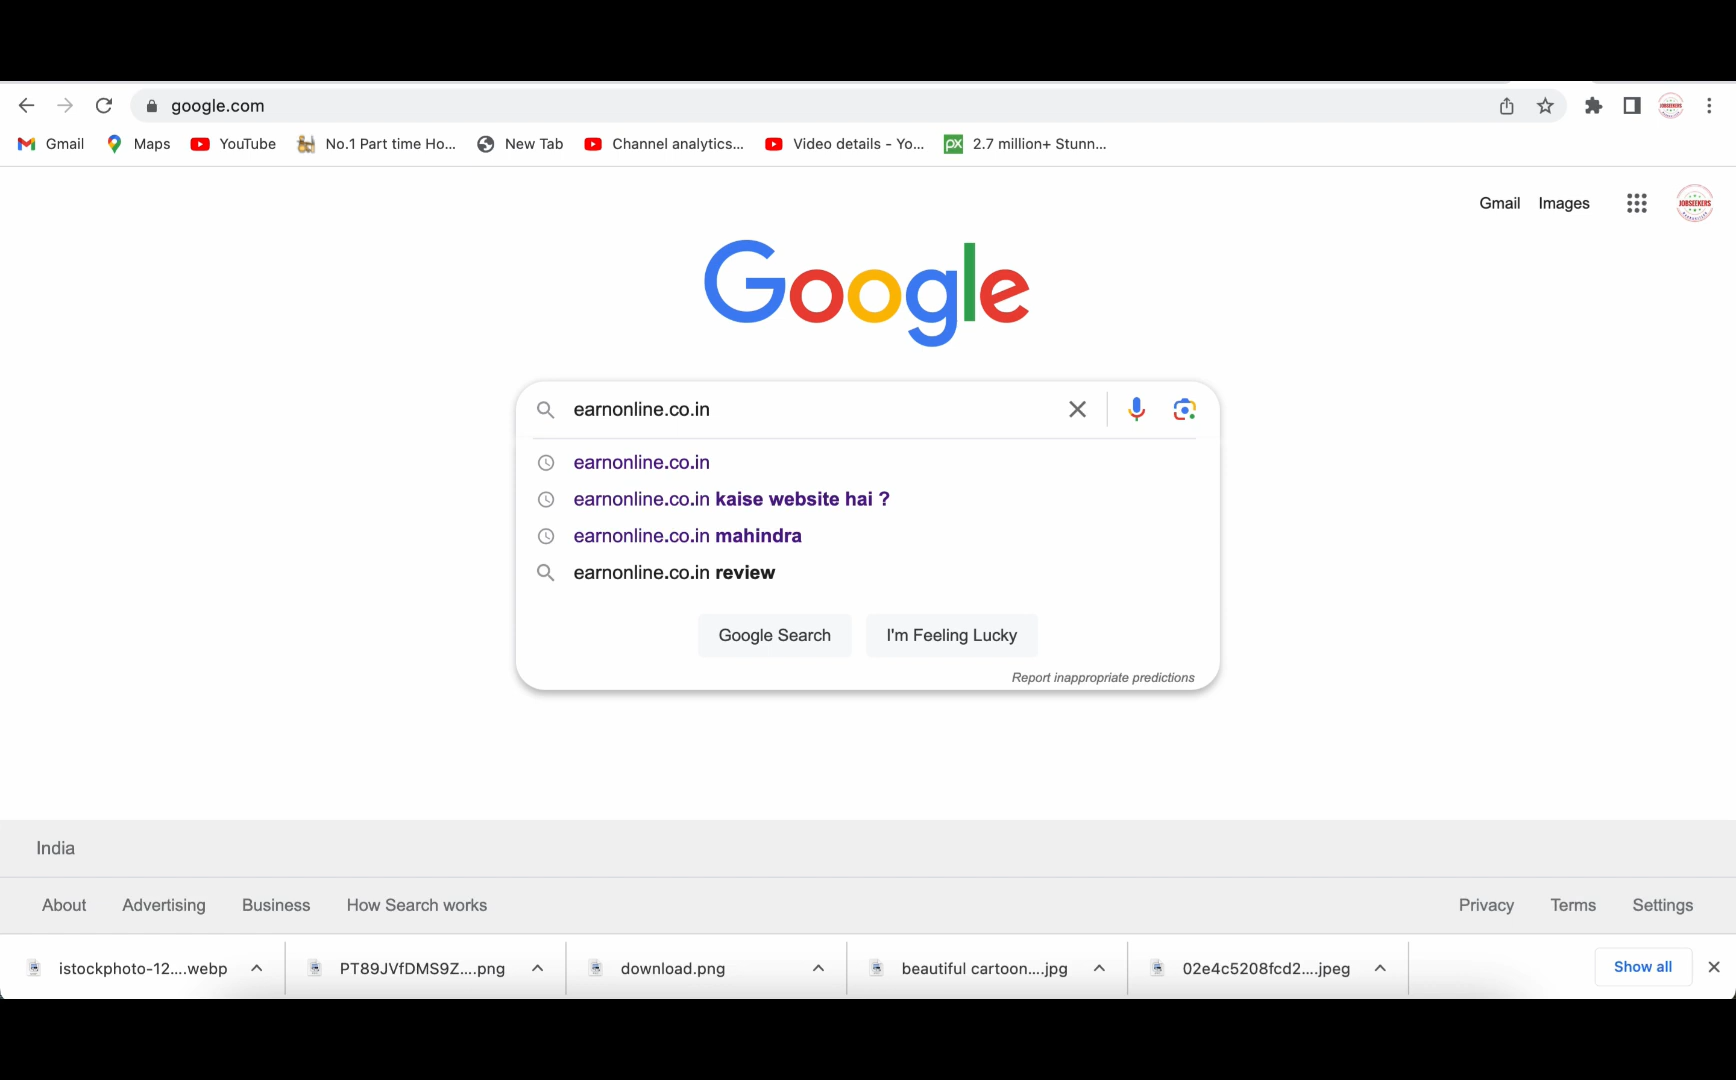 google.com
Gmail Maps YouTube No.1 Part time Ho... New Tab Channel analytics... Video details - Yo... px 2.7 million+ Stunn...
Gmail Images JOBSEEKERS
Google
earnonline.co.in
earnonline.co.in
earnonline.co.in kaise website hai ?
earnonline.co.in mahindra
earnonline.co.in review
Google Search I'm Feeling Lucky
Report inappropriate predictions
India
About Advertising Business How Search works Privacy Terms Settings
istockphoto-12....webp PT89JVfDMS9Z....png download.png beautiful cartoon....jpg 02e4c5208fcd2....jpeg Show all